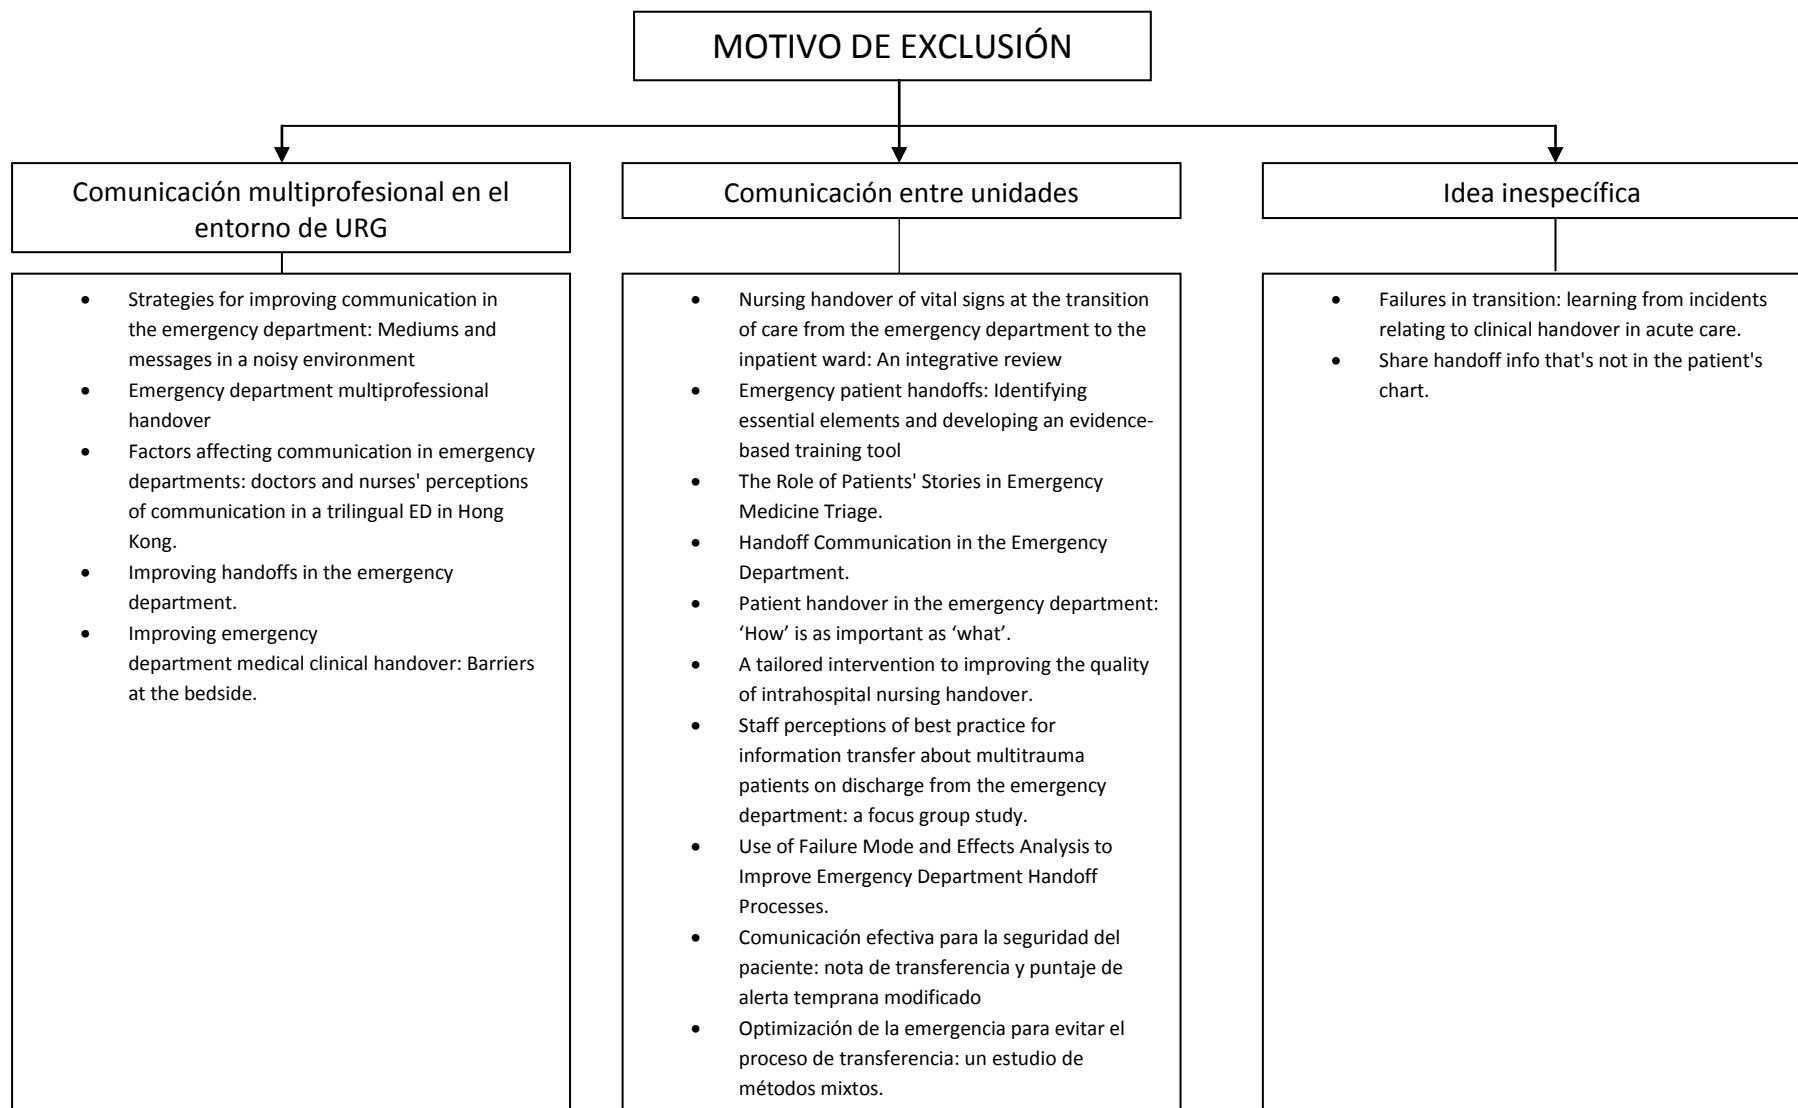 MOTIVO DE EXCLUSIÓN
Comunicación multiprofesional en el
entorno de URG
• Strategies for improving communication in
the emergency department: Mediums and
messages in a noisy environment
• Emergency department multiprofessional
handover
• Factors affecting communication in emergency
departments: doctors and nurses' perceptions
of communication in a trilingual ED in Hong
Kong.
• Improving handoffs in the emergency
department.
• Improving emergency
department medical clinical handover: Barriers
at the bedside.
Comunicación entre unidades
• Nursing handover of vital signs at the transition
of care from the emergency department to the
inpatient ward: An integrative review
• Emergency patient handoffs: Identifying
essential elements and developing an evidence-
based training tool
• The Role of Patients' Stories in Emergency
Medicine Triage.
• Handoff Communication in the Emergency
Department.
• Patient handover in the emergency department:
‘How’ is as important as ‘what’.
• A tailored intervention to improving the quality
of intrahospital nursing handover.
• Staff perceptions of best practice for
information transfer about multitrauma
patients on discharge from the emergency
department: a focus group study.
• Use of Failure Mode and Effects Analysis to
Improve Emergency Department Handoff
Processes.
• Comunicación efectiva para la seguridad del
paciente: nota de transferencia y puntaje de
alerta temprana modificado
• Optimización de la emergencia para evitar el
proceso de transferencia: un estudio de
métodos mixtos.
Idea inespecífica
• Failures in transition: learning from incidents
relating to clinical handover in acute care.
• Share handoff info that's not in the patient's
chart.